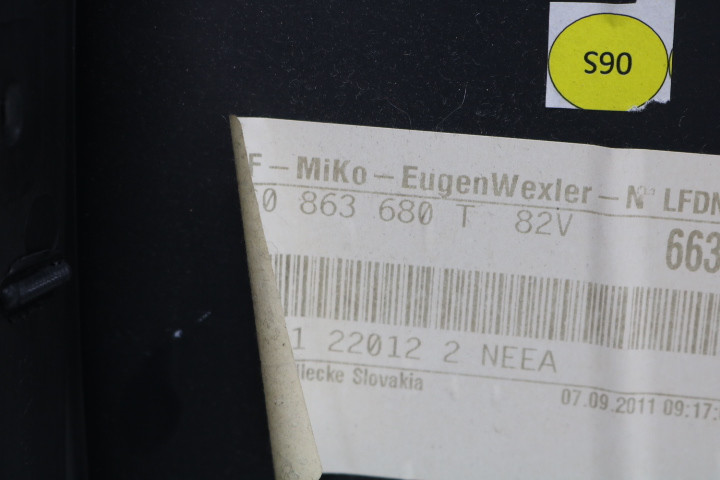 S90
F – MiKo – EugenWexler – N° LFDN
0 863 680 T 82V
663
1 22012 2 NEEA
llecke Slovakia
07.09.2011 09:17: